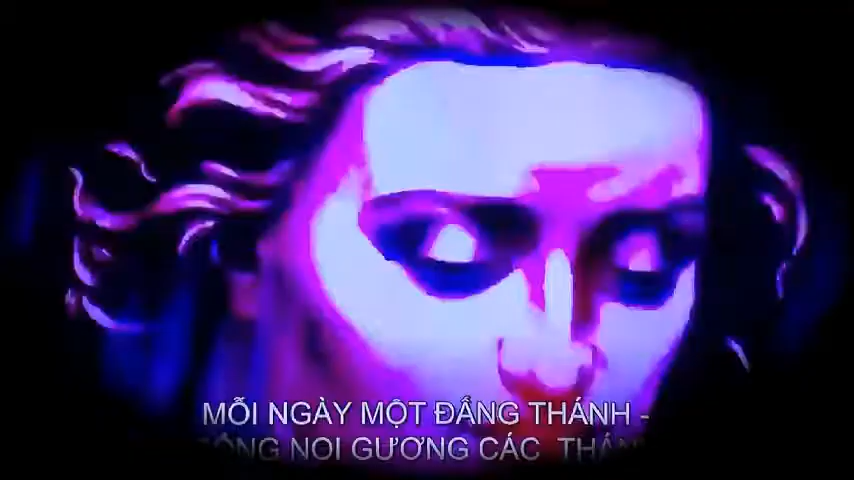 MỖI NGÀY MỘT ĐẤNG THÁNH -
NOI GƯƠNG CÁC